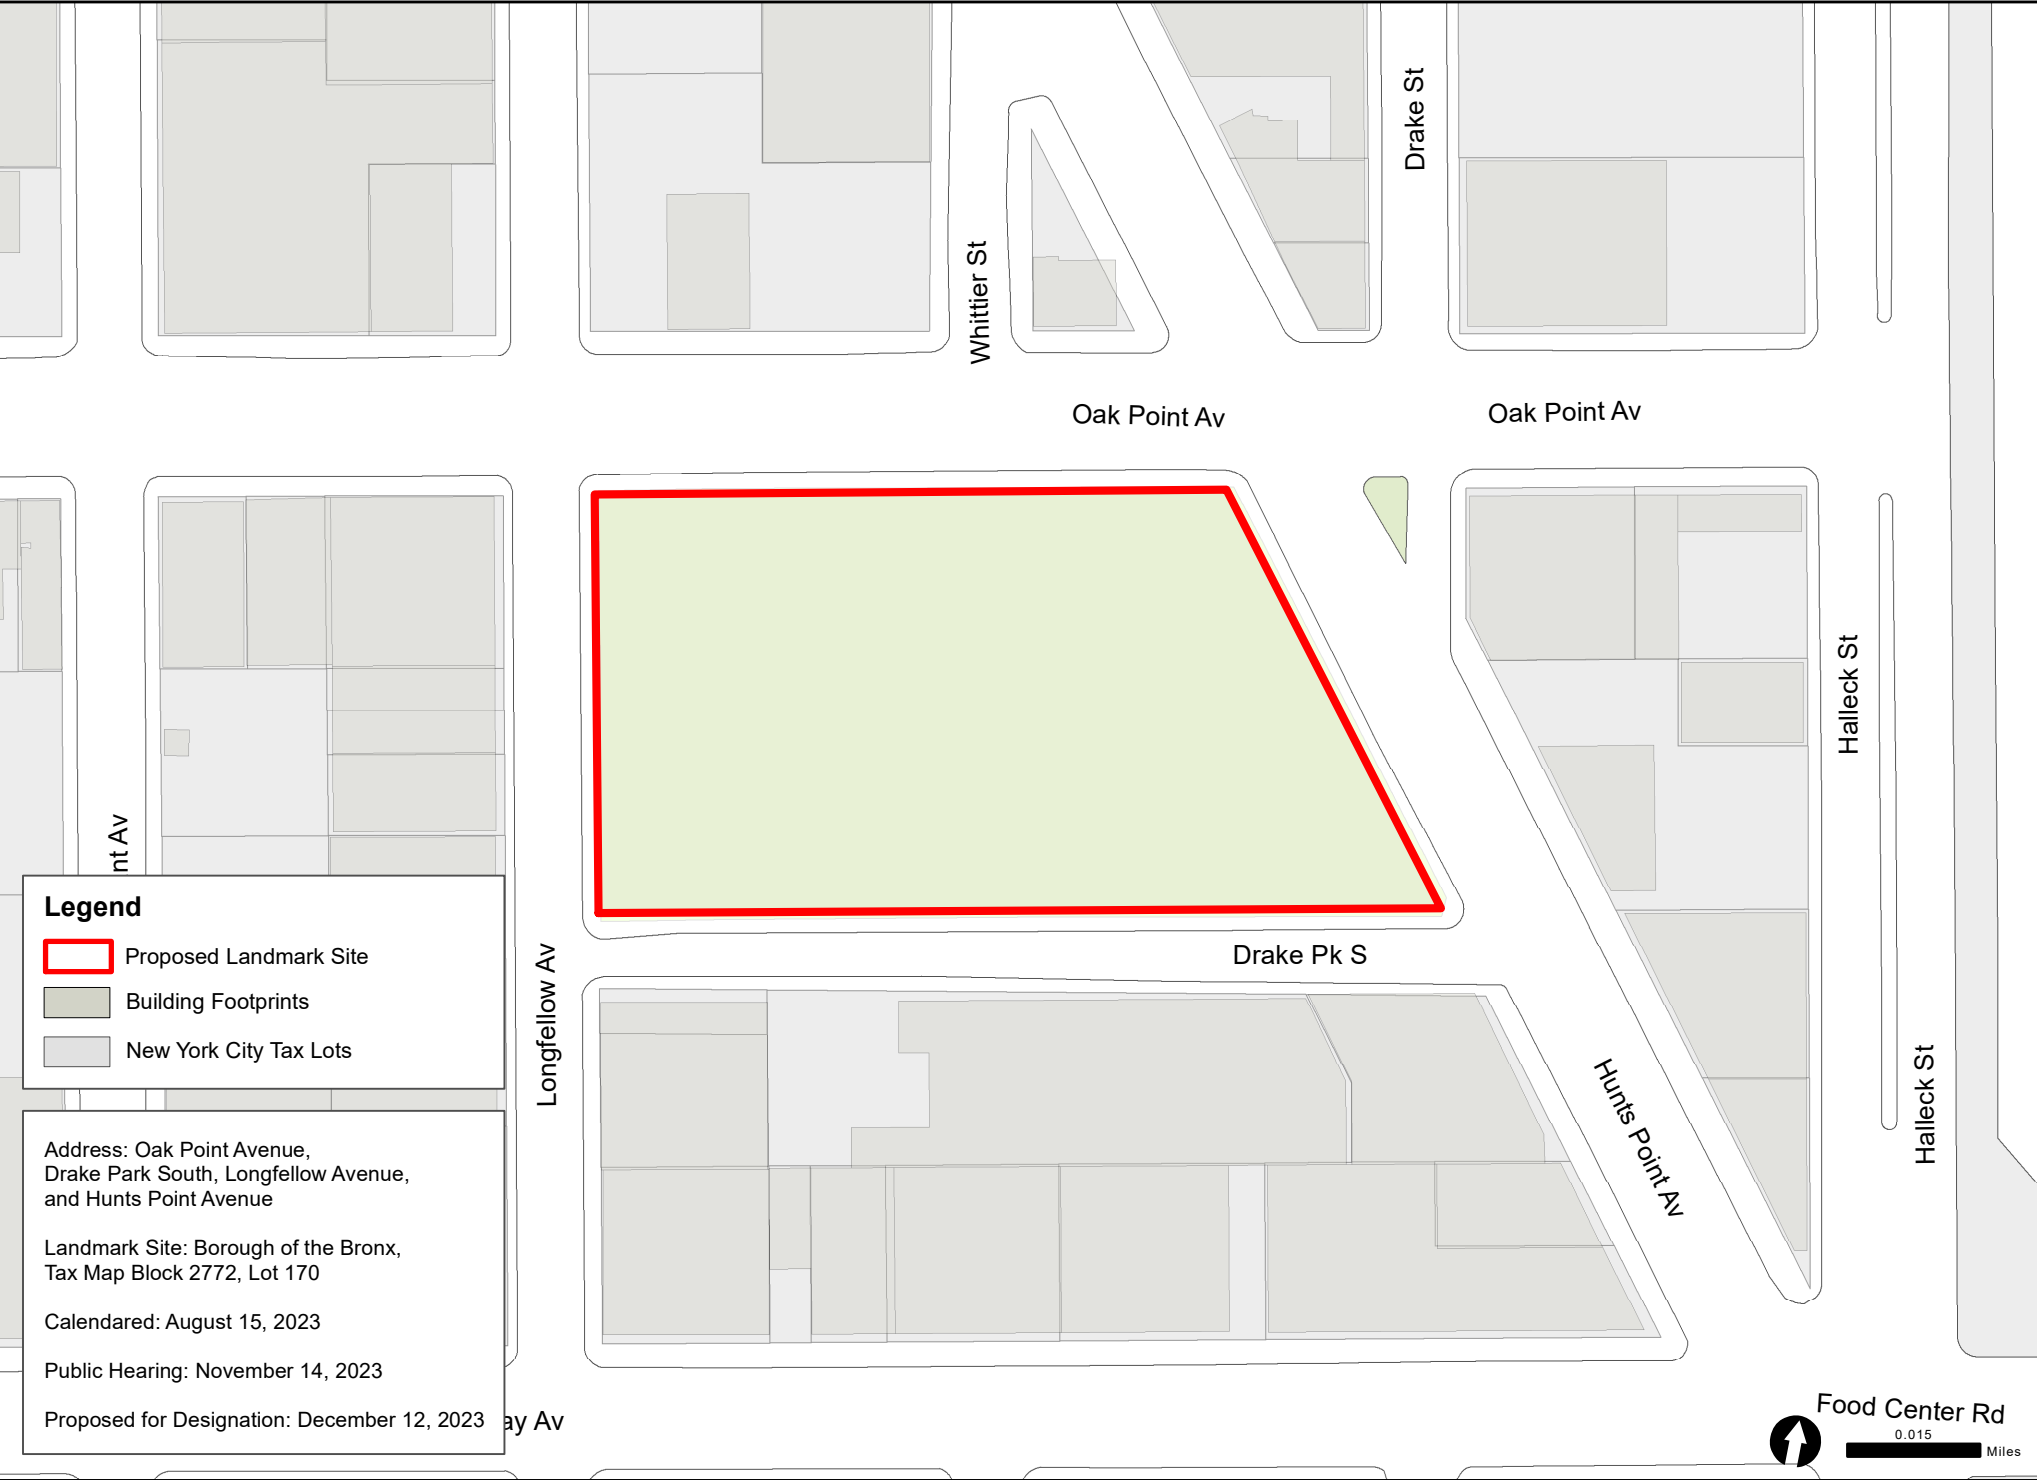 Drake St
Whittier St
Oak Point Av
Oak Point Av
Halleck St
nt Av
Legend
Proposed Landmark Site
Building Footprints
New York City Tax Lots
Longfellow Av
Drake Pk S
Hunts Point Av
Halleck St
Address: Oak Point Avenue,
Drake Park South, Longfellow Avenue,
and Hunts Point Avenue
Landmark Site: Borough of the Bronx,
Tax Map Block 2772, Lot 170
Calendared: August 15, 2023
Public Hearing: November 14, 2023
Proposed for Designation: December 12, 2023
ay Av
Food Center Rd
0.015
Miles